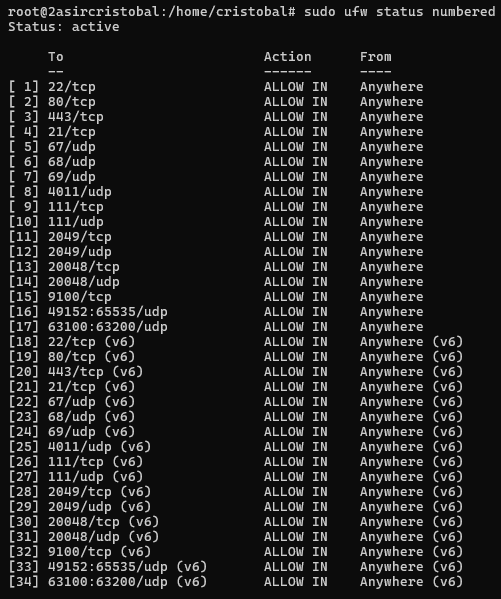 root@2asircristobal:/home/cristobal# sudo ufw status numbered
Status: active

     To                         Action      From
     --                         ------      ----
[ 1] 22/tcp                     ALLOW IN    Anywhere
[ 2] 80/tcp                     ALLOW IN    Anywhere
[ 3] 443/tcp                    ALLOW IN    Anywhere
[ 4] 21/tcp                     ALLOW IN    Anywhere
[ 5] 67/udp                     ALLOW IN    Anywhere
[ 6] 68/udp                     ALLOW IN    Anywhere
[ 7] 69/udp                     ALLOW IN    Anywhere
[ 8] 4011/udp                   ALLOW IN    Anywhere
[ 9] 111/tcp                    ALLOW IN    Anywhere
[10] 111/udp                    ALLOW IN    Anywhere
[11] 2049/tcp                   ALLOW IN    Anywhere
[12] 2049/udp                   ALLOW IN    Anywhere
[13] 20048/tcp                  ALLOW IN    Anywhere
[14] 20048/udp                  ALLOW IN    Anywhere
[15] 9100/tcp                   ALLOW IN    Anywhere
[16] 49152:65535/udp            ALLOW IN    Anywhere
[17] 63100:63200/udp            ALLOW IN    Anywhere
[18] 22/tcp (v6)                ALLOW IN    Anywhere (v6)
[19] 80/tcp (v6)                ALLOW IN    Anywhere (v6)
[20] 443/tcp (v6)               ALLOW IN    Anywhere (v6)
[21] 21/tcp (v6)                ALLOW IN    Anywhere (v6)
[22] 67/udp (v6)                ALLOW IN    Anywhere (v6)
[23] 68/udp (v6)                ALLOW IN    Anywhere (v6)
[24] 69/udp (v6)                ALLOW IN    Anywhere (v6)
[25] 4011/udp (v6)              ALLOW IN    Anywhere (v6)
[26] 111/tcp (v6)               ALLOW IN    Anywhere (v6)
[27] 111/udp (v6)               ALLOW IN    Anywhere (v6)
[28] 2049/tcp (v6)              ALLOW IN    Anywhere (v6)
[29] 2049/udp (v6)              ALLOW IN    Anywhere (v6)
[30] 20048/tcp (v6)             ALLOW IN    Anywhere (v6)
[31] 20048/udp (v6)             ALLOW IN    Anywhere (v6)
[32] 9100/tcp (v6)              ALLOW IN    Anywhere (v6)
[33] 49152:65535/udp (v6)       ALLOW IN    Anywhere (v6)
[34] 63100:63200/udp (v6)       ALLOW IN    Anywhere (v6)